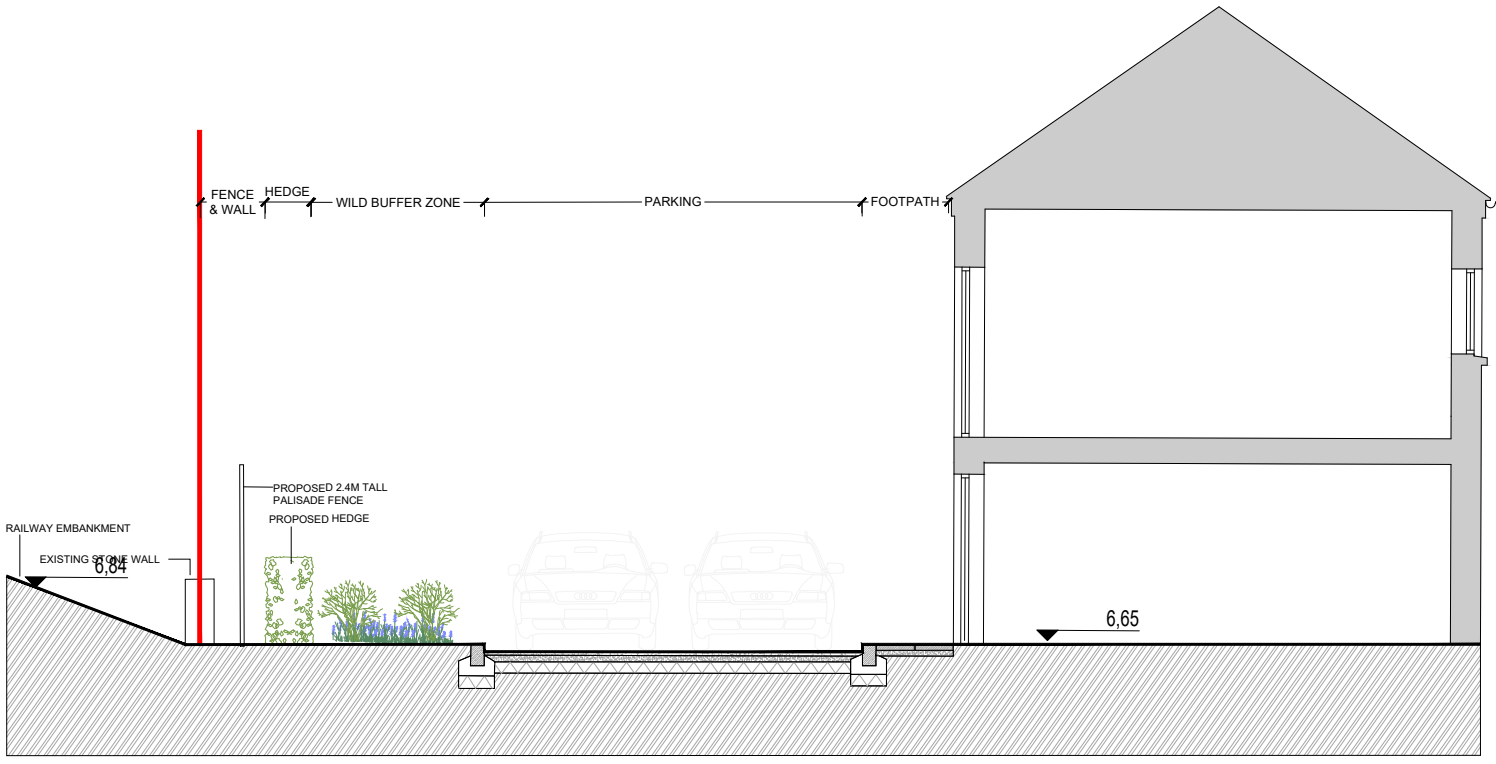 FENCE
& WALL
HEDGE
WILD BUFFER ZONE
PARKING
FOOTPATH
PROPOSED 2.4M TALL
PALISADE FENCE
PROPOSED HEDGE
RAILWAY EMBANKMENT
EXISTING STONE WALL
6,84
6,65